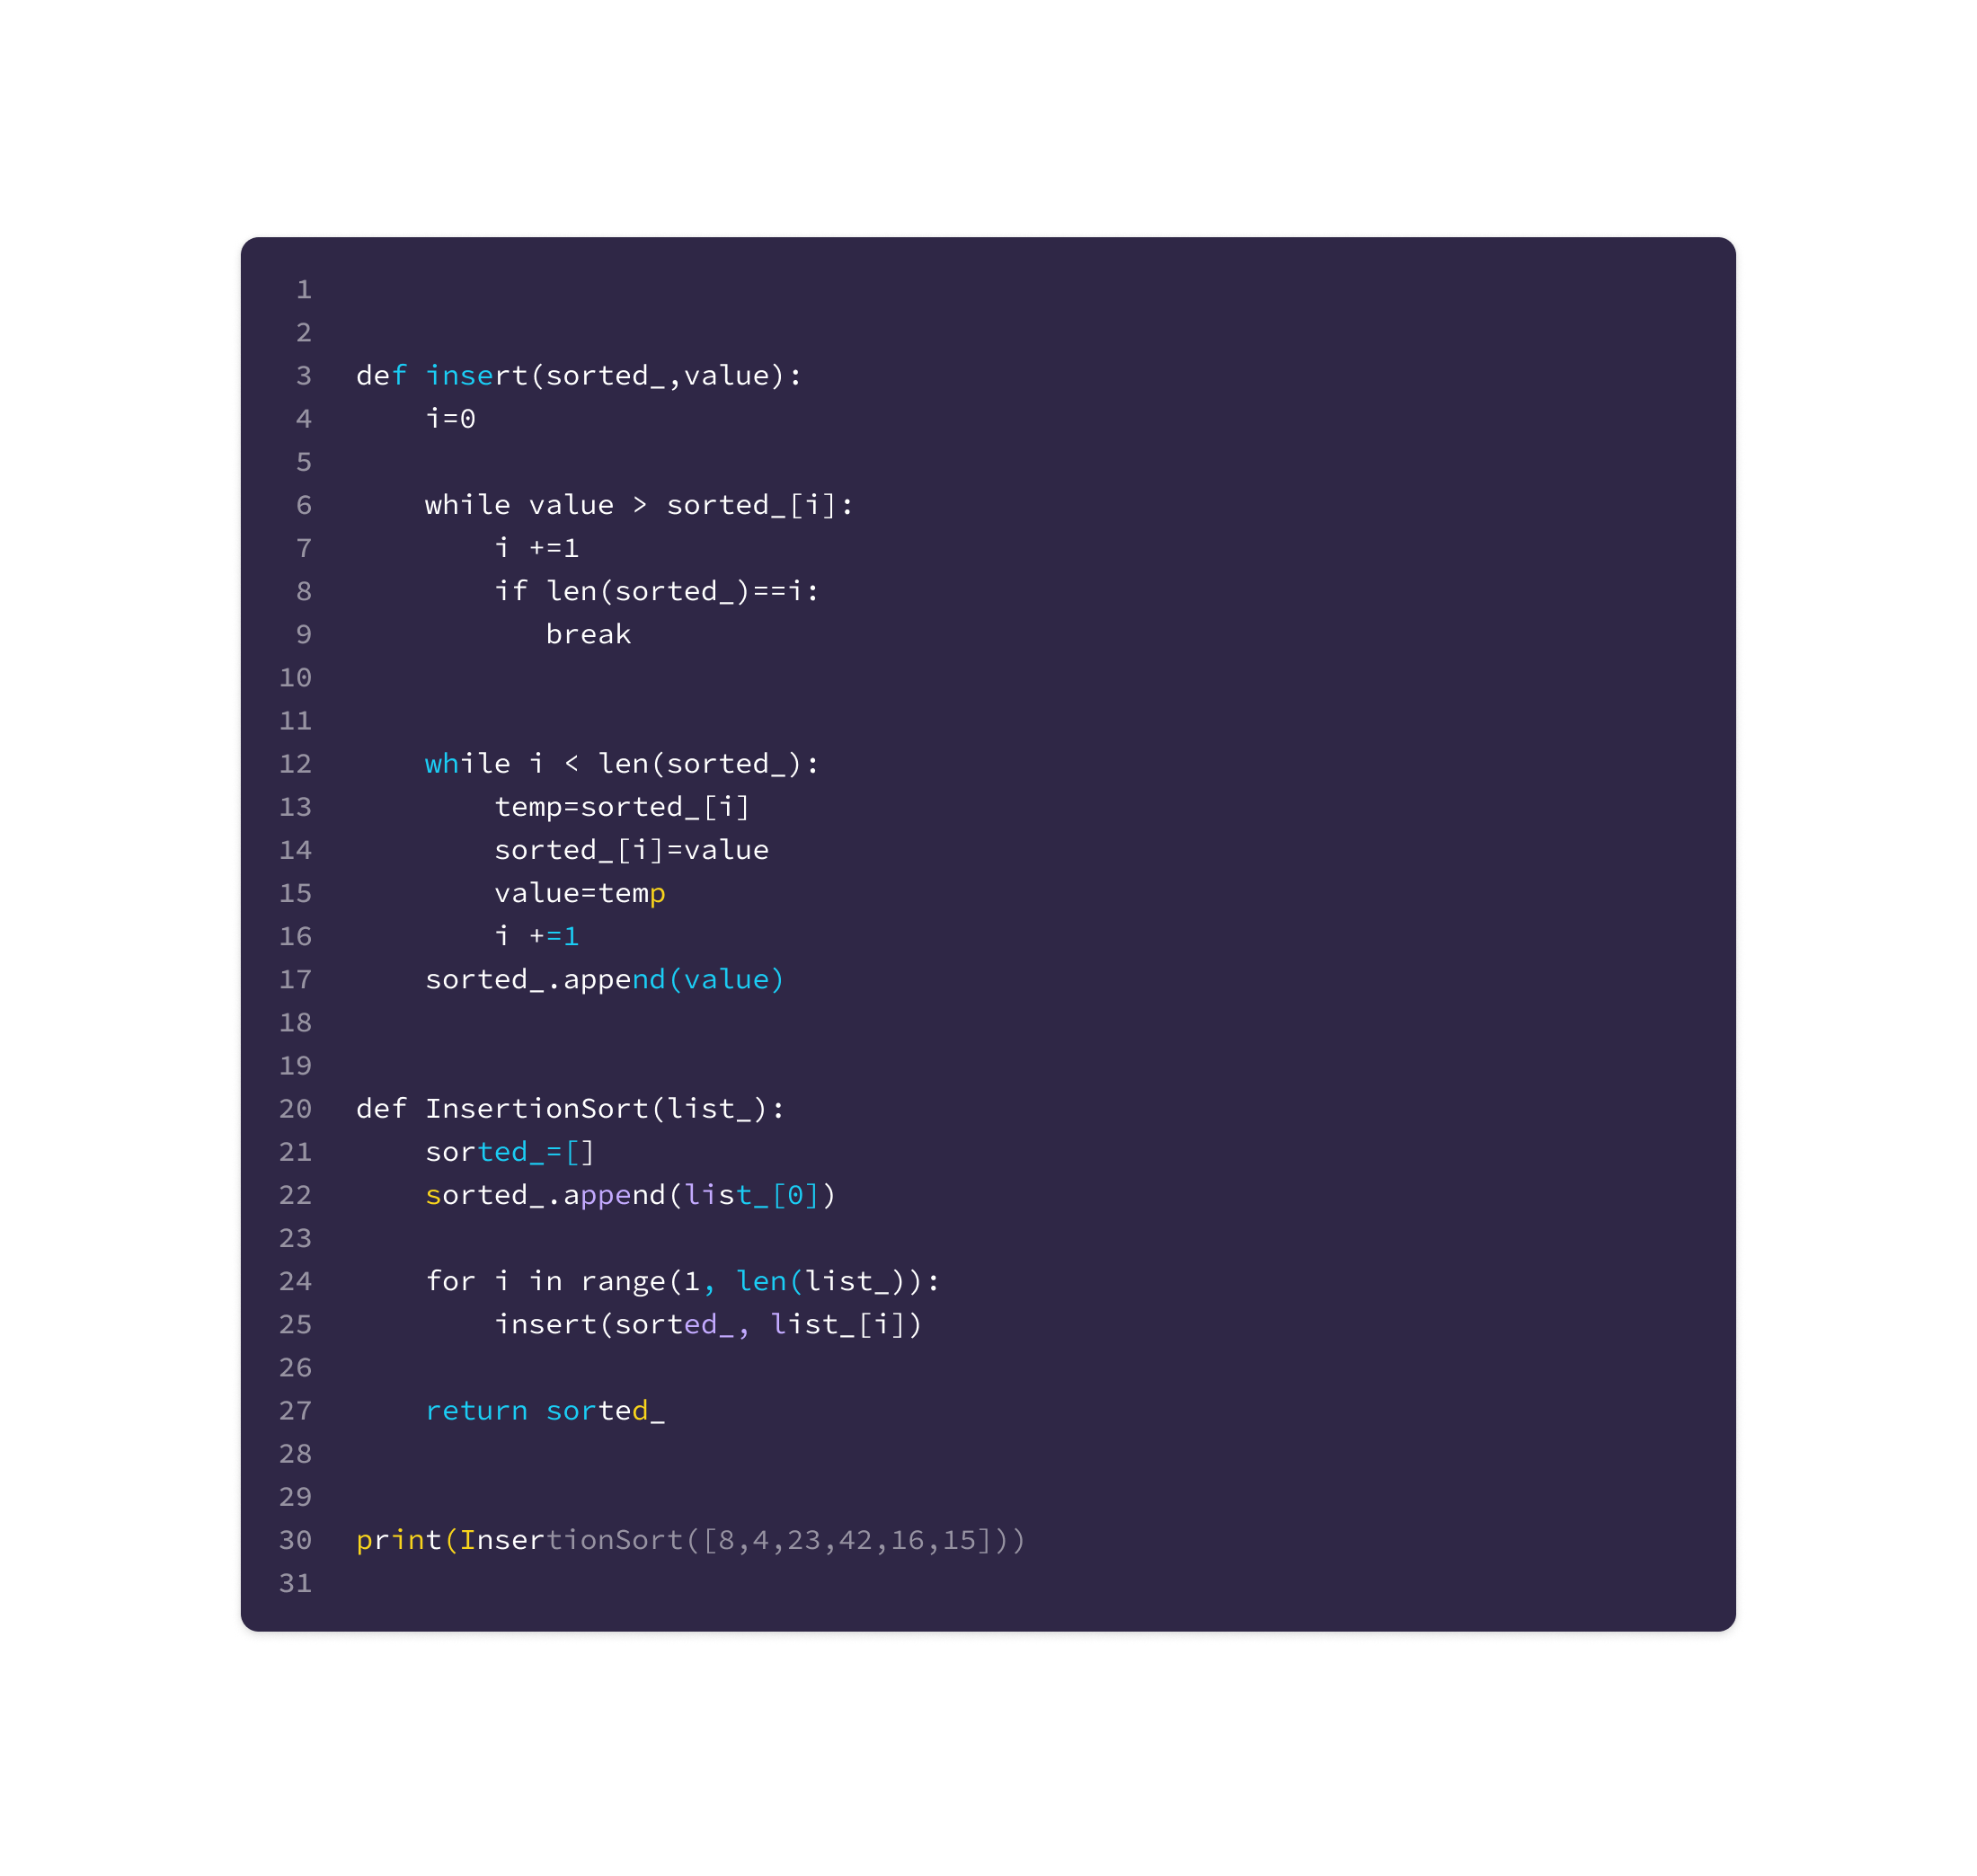 1
2
3 def insert(sorted_,value):
4     i=0
5
6     while value > sorted_[i]:
7         i +=1
8         if len(sorted_)==i:
9            break
10
11
12     while i < len(sorted_):
13         temp=sorted_[i]
14         sorted_[i]=value
15         value=temp
16         i +=1
17     sorted_.append(value)
18
19
20 def InsertionSort(list_):
21     sorted_=[]
22     sorted_.append(list_[0])
23
24     for i in range(1, len(list_)):
25         insert(sorted_, list_[i])
26
27     return sorted_
28
29
30 print(InsertionSort([8,4,23,42,16,15]))
31